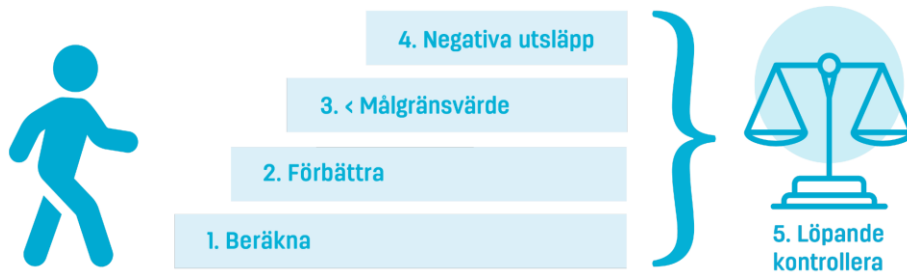 4. Negativa utsläpp
3. < Målgränsvärde
2. Förbättra
1. Beräkna
5. Löpande
kontrollera